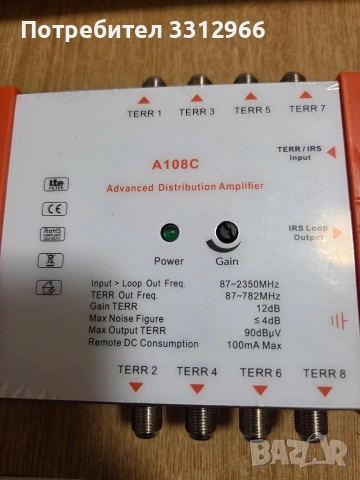 Потребител 3312966
TERR 1 TERR 3 TERR 5 TERR 7
TERR / IRS
Input
A108C
Advanced Distribution Amplifier
lte
FILTER
CE
RoHS
IRS Loop
Output
Power Gain
Input > Loop Out Freq. 87~2350MHz
TERR Out Freq. 87~782MHz
Gain TERR 12dB
Max Noise Figure ≤ 4dB
Max Output TERR 90dBμV
Remote DC Consumption 100mA Max
TERR 2 TERR 4 TERR 6 TERR 8
BAZAR